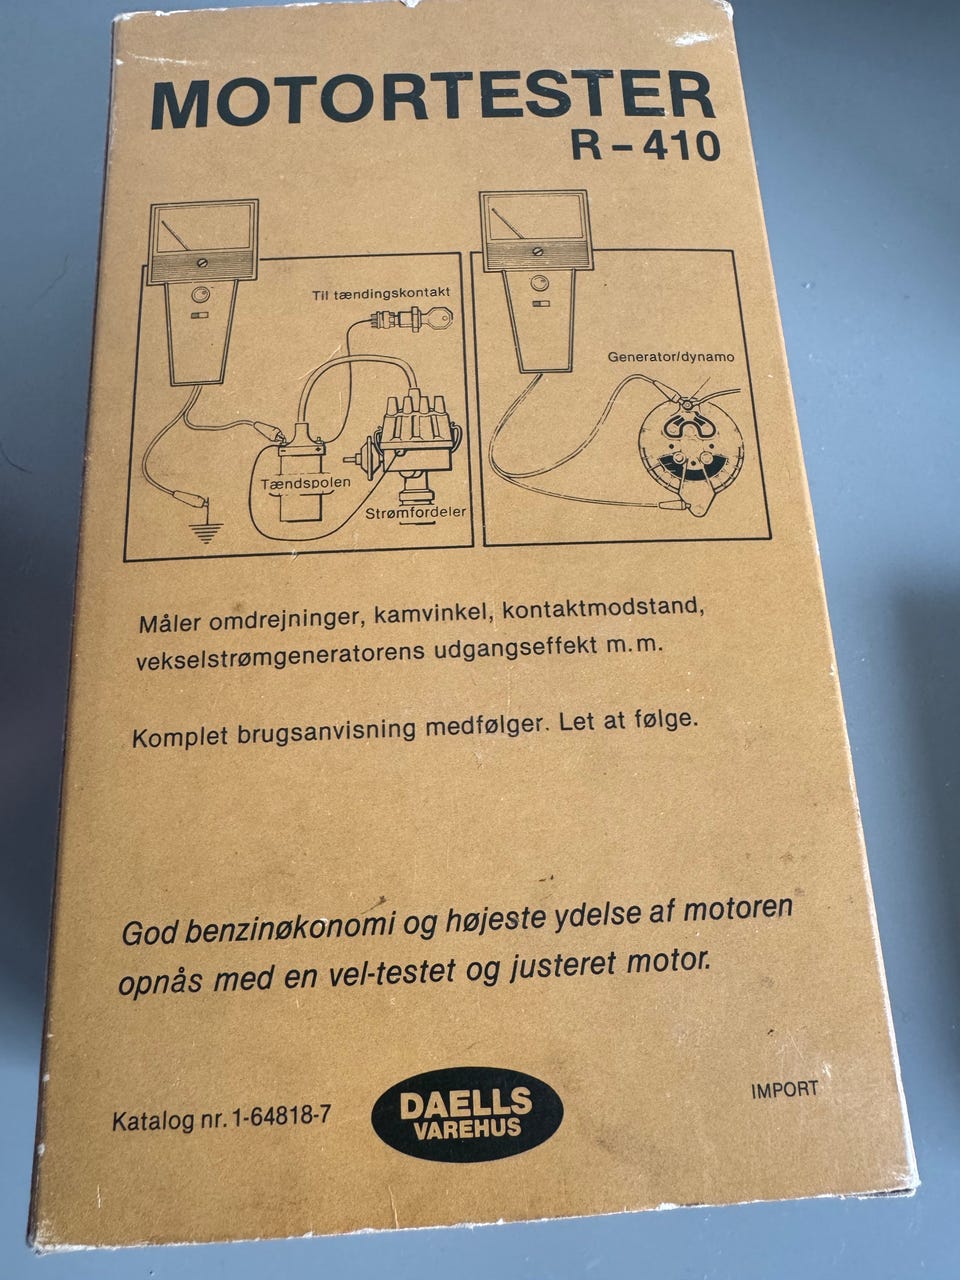 MOTORTESTER
R-410
Til tændingskontakt
Tændspolen
Strømfordeler
Generator/dynamo
Måler omdrejninger, kamvinkel, kontaktmodstand,
vekselstrømgeneratorens udgangseffekt m.m.
Komplet brugsanvisning medfølger. Let at følge.
God benzinøkonomi og højeste ydelse af motoren
opnås med en vel-testet og justeret motor.
Katalog nr. 1-64818-7
DAELLS
VAREHUS
IMPORT